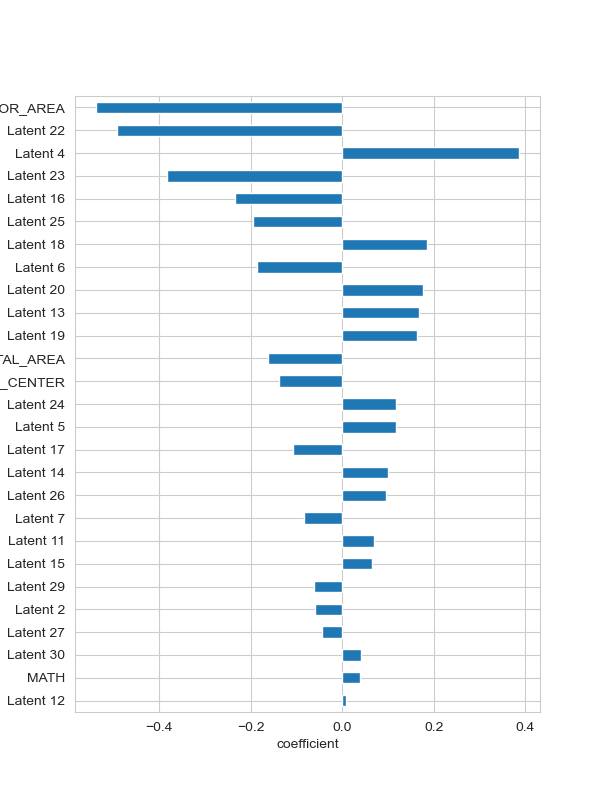 OR_AREA
Latent 22
Latent 4
Latent 23
Latent 16
Latent 25
Latent 18
Latent 6
Latent 20
Latent 13
Latent 19
TAL_AREA
_CENTER
Latent 24
Latent 5
Latent 17
Latent 14
Latent 26
Latent 7
Latent 11
Latent 15
Latent 29
Latent 2
Latent 27
Latent 30
MATH
Latent 12
−0.4 −0.2 0.0 0.2 0.4
coefficient